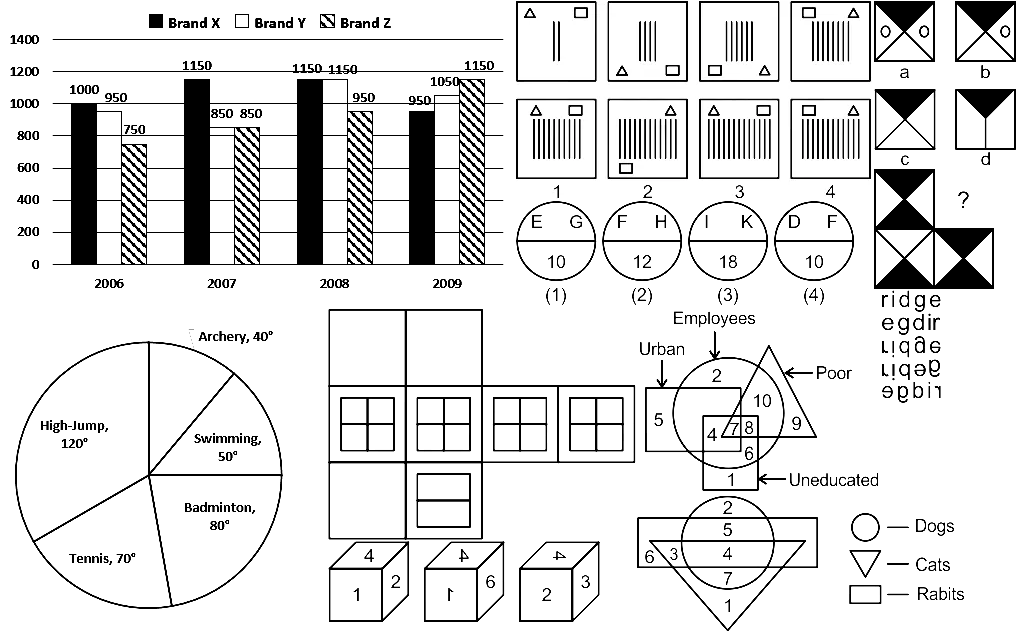 Brand X Brand Y Brand Z
1400
1200
1000
800
600
400
200
0
1000 950 750
1150 850 850
1150 1150 950
950 1050 1150
2006 2007 2008 2009
Archery, 40°
Swimming,
50°
Badminton,
80°
Tennis, 70°
High-Jump,
120°
1 2 3 4
E G F H I K D F
10 12 18 10
(1) (2) (3) (4)
a b
c d
?
ridge
egdir
4 4 4
1 2 1 6 2 3
Employees
Urban
Poor
Uneducated
2
5 10 9
4 7 8
6
1
2
5
6 3 4
7
1
Dogs
Cats
Rabits